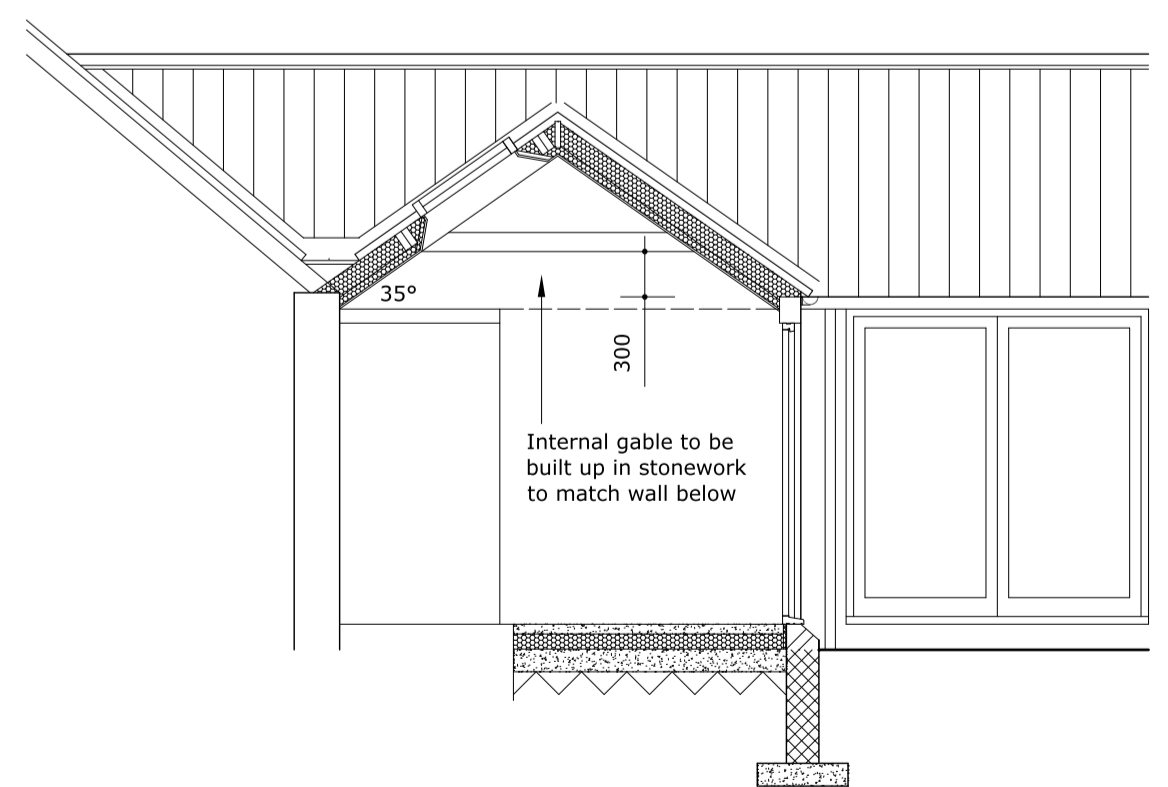 35°
300
Internal gable to be
built up in stonework
to match wall below